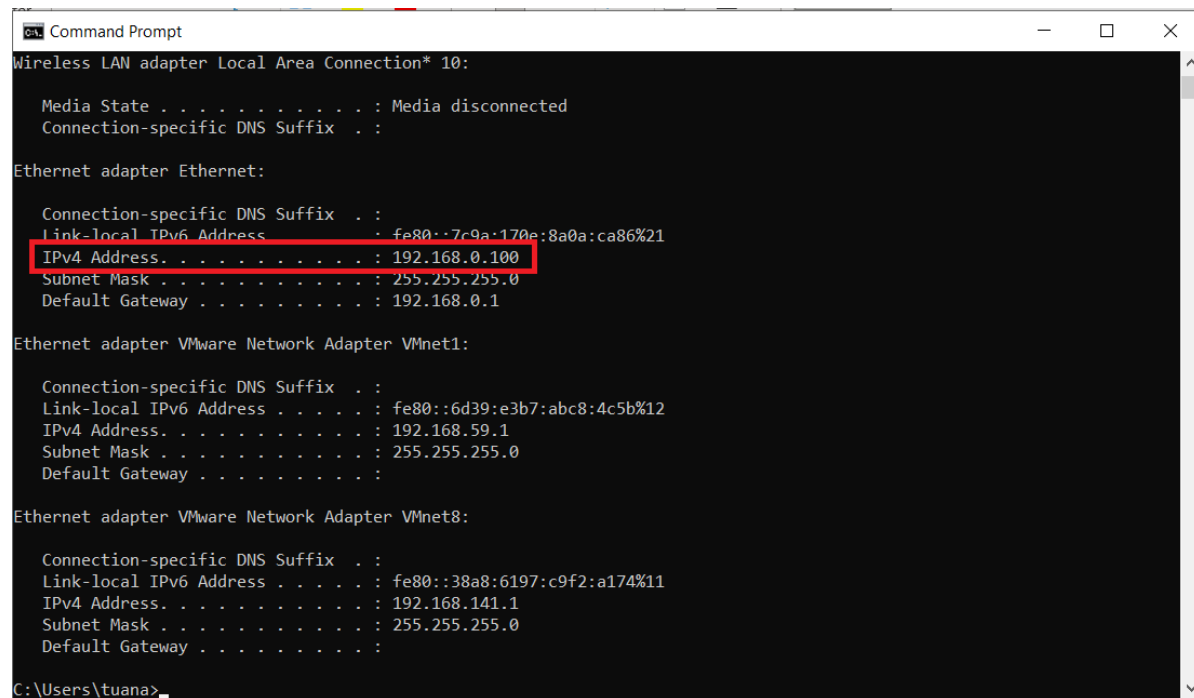 Command Prompt
Wireless LAN adapter Local Area Connection* 10:
Media State . . . . . . . . . . . : Media disconnected
Connection-specific DNS Suffix  . :
Ethernet adapter Ethernet:
Connection-specific DNS Suffix  . :
Link-local IPv6 Address . . . . . : fe80::7c9a:170e:8a0a:ca86%21
IPv4 Address. . . . . . . . . . . : 192.168.0.100
Subnet Mask . . . . . . . . . . . : 255.255.255.0
Default Gateway . . . . . . . . . : 192.168.0.1
Ethernet adapter VMware Network Adapter VMnet1:
Connection-specific DNS Suffix  . :
Link-local IPv6 Address . . . . . : fe80::6d39:e3b7:abc8:4c5b%12
IPv4 Address. . . . . . . . . . . : 192.168.59.1
Subnet Mask . . . . . . . . . . . : 255.255.255.0
Default Gateway . . . . . . . . . :
Ethernet adapter VMware Network Adapter VMnet8:
Connection-specific DNS Suffix  . :
Link-local IPv6 Address . . . . . : fe80::38a8:6197:c9f2:a174%11
IPv4 Address. . . . . . . . . . . : 192.168.141.1
Subnet Mask . . . . . . . . . . . : 255.255.255.0
Default Gateway . . . . . . . . . :
C:\Users\tuana>